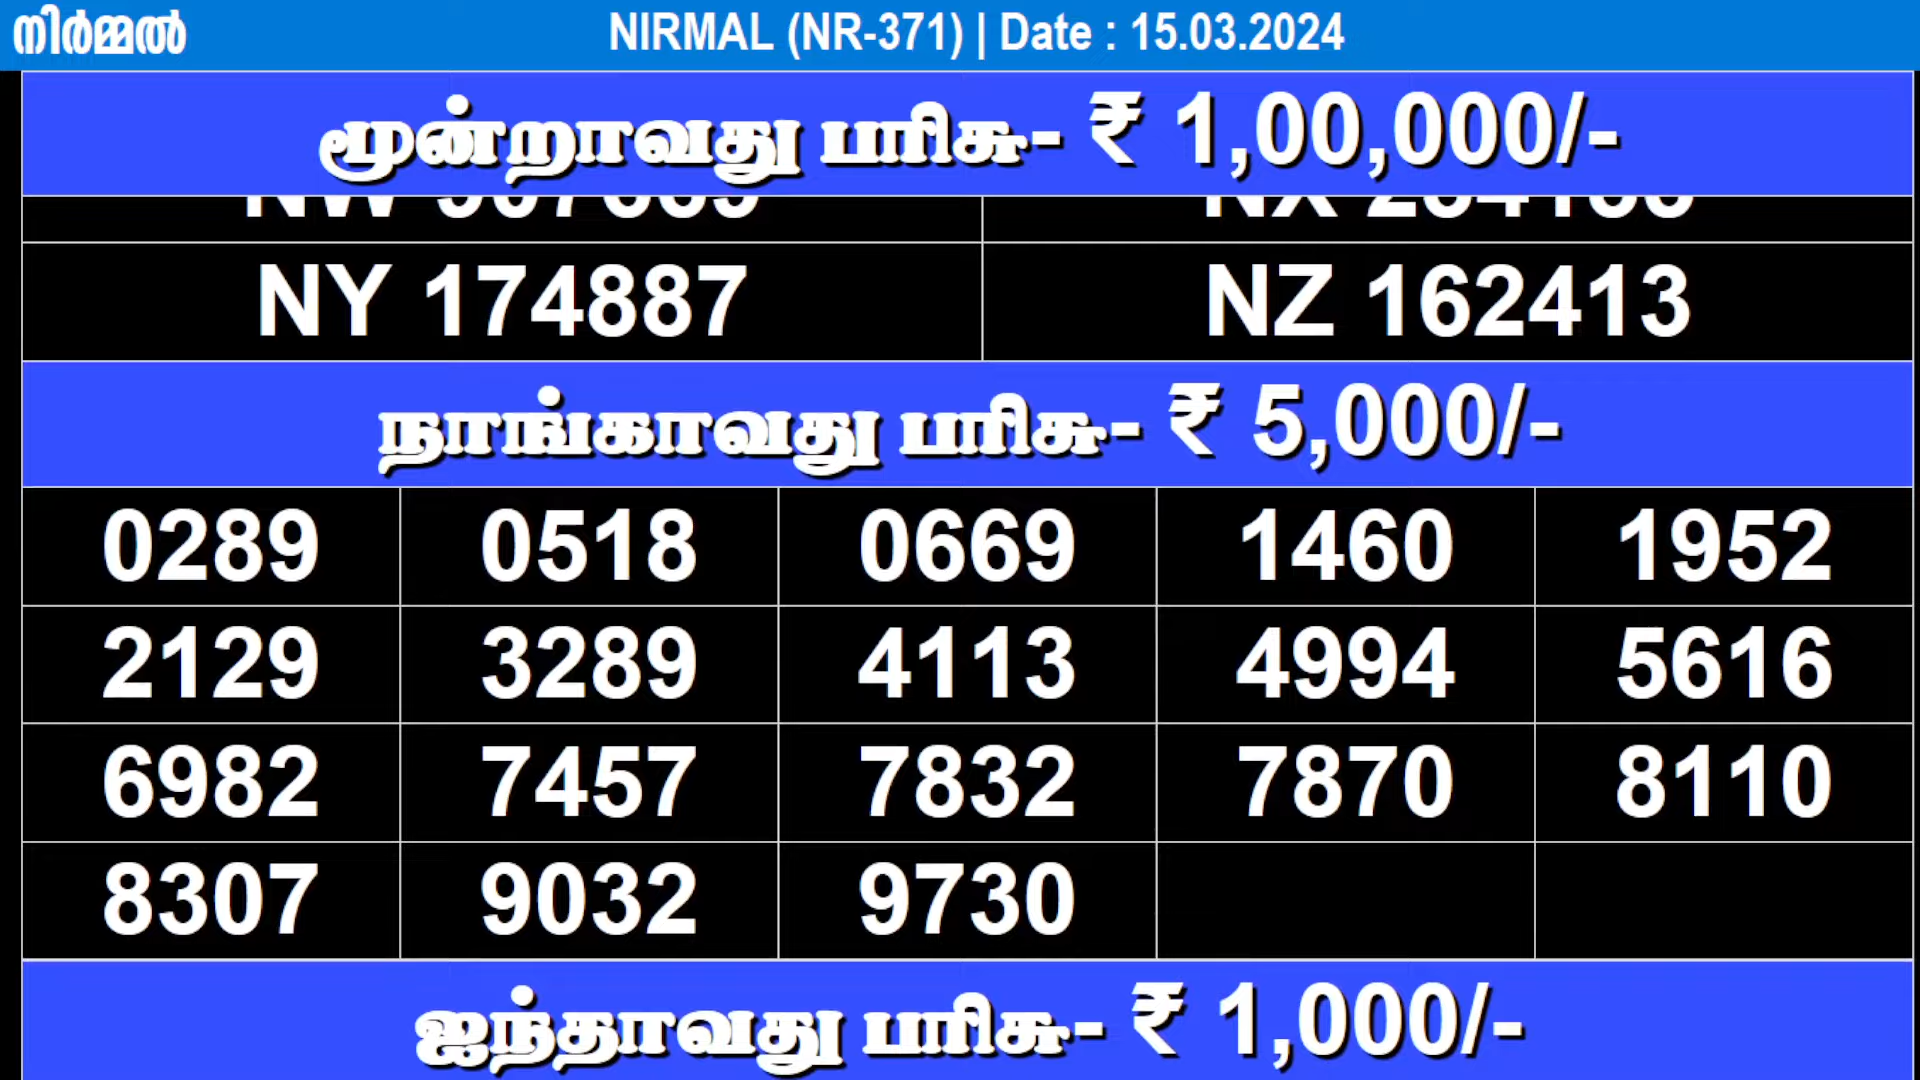 നിർമ്മൽ NIRMAL (NR-371) | Date : 15.03.2024
மூன்றாவது பரிசு- ₹ 1,00,000/-
NY 174887 NZ 162413
நான்காவது பரிசு- ₹ 5,000/-
0289 0518 0669 1460 1952
2129 3289 4113 4994 5616
6982 7457 7832 7870 8110
8307 9032 9730
ஐந்தாவது பரிசு- ₹ 1,000/-